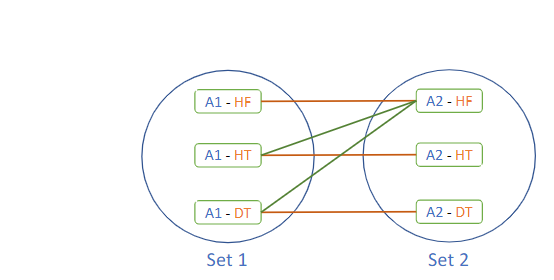 A1 - HF
A2 - HF
A1 - HT
A2 - HT
A1 - DT
A2 - DT
Set 1
Set 2